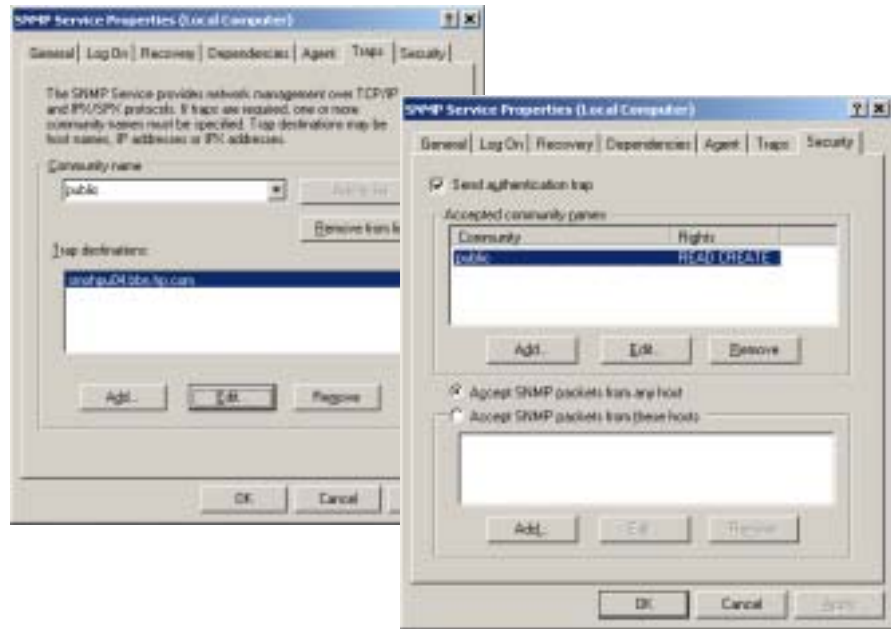 SNMP Service Properties (Local Computer)
General Log On Recovery Dependencies Agent Traps Security
The SNMP Service provides network management over TCP/IP
and IPX/SPX protocols. If traps are required, one or more
community names must be specified. Trap destinations may be
host names, IP addresses or IPX addresses.
Community name
public
Add to list
Remove from li
Trap destinations:
Add...
Edit...
Remove
OK
Cancel
SNMP Service Properties (Local Computer)
General Log On Recovery Dependencies Agent Traps Security
Send authentication trap
Accepted community names
Community Rights
public READ CREATE
Add...
Edit...
Remove
Accept SNMP packets from any host
Accept SNMP packets from these hosts
Add...
Edit...
Remove
OK
Cancel
Apply